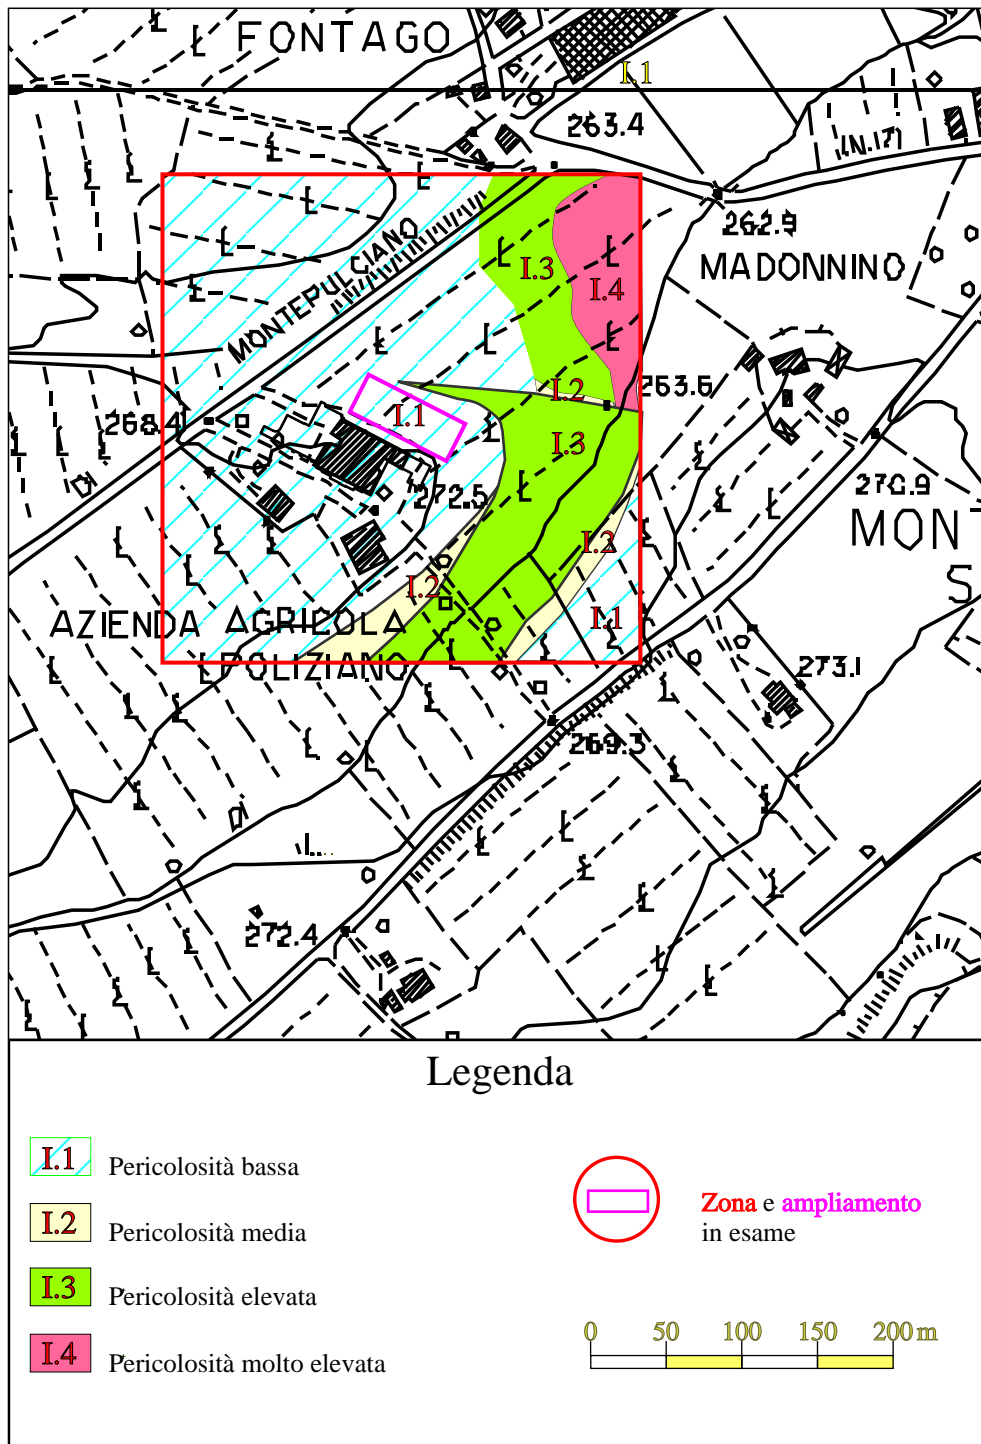 FONTAGO
I.1
263.4
(N.17)
262.9
MADONNINO
MONTEPULCIANO
I.3
I.4
I.2
263.6
I.1
268.4
I.3
272.5
270.9
MON
I.2
I.2
S
I.1
AZIENDA AGRICOLA
POLIZIANO
273.1
269.3
272.4
Legenda
I.1 Pericolosità bassa
I.2 Pericolosità media
I.3 Pericolosità elevata
I.4 Pericolosità molto elevata
Zona e ampliamento
in esame
0 50 100 150 200 m